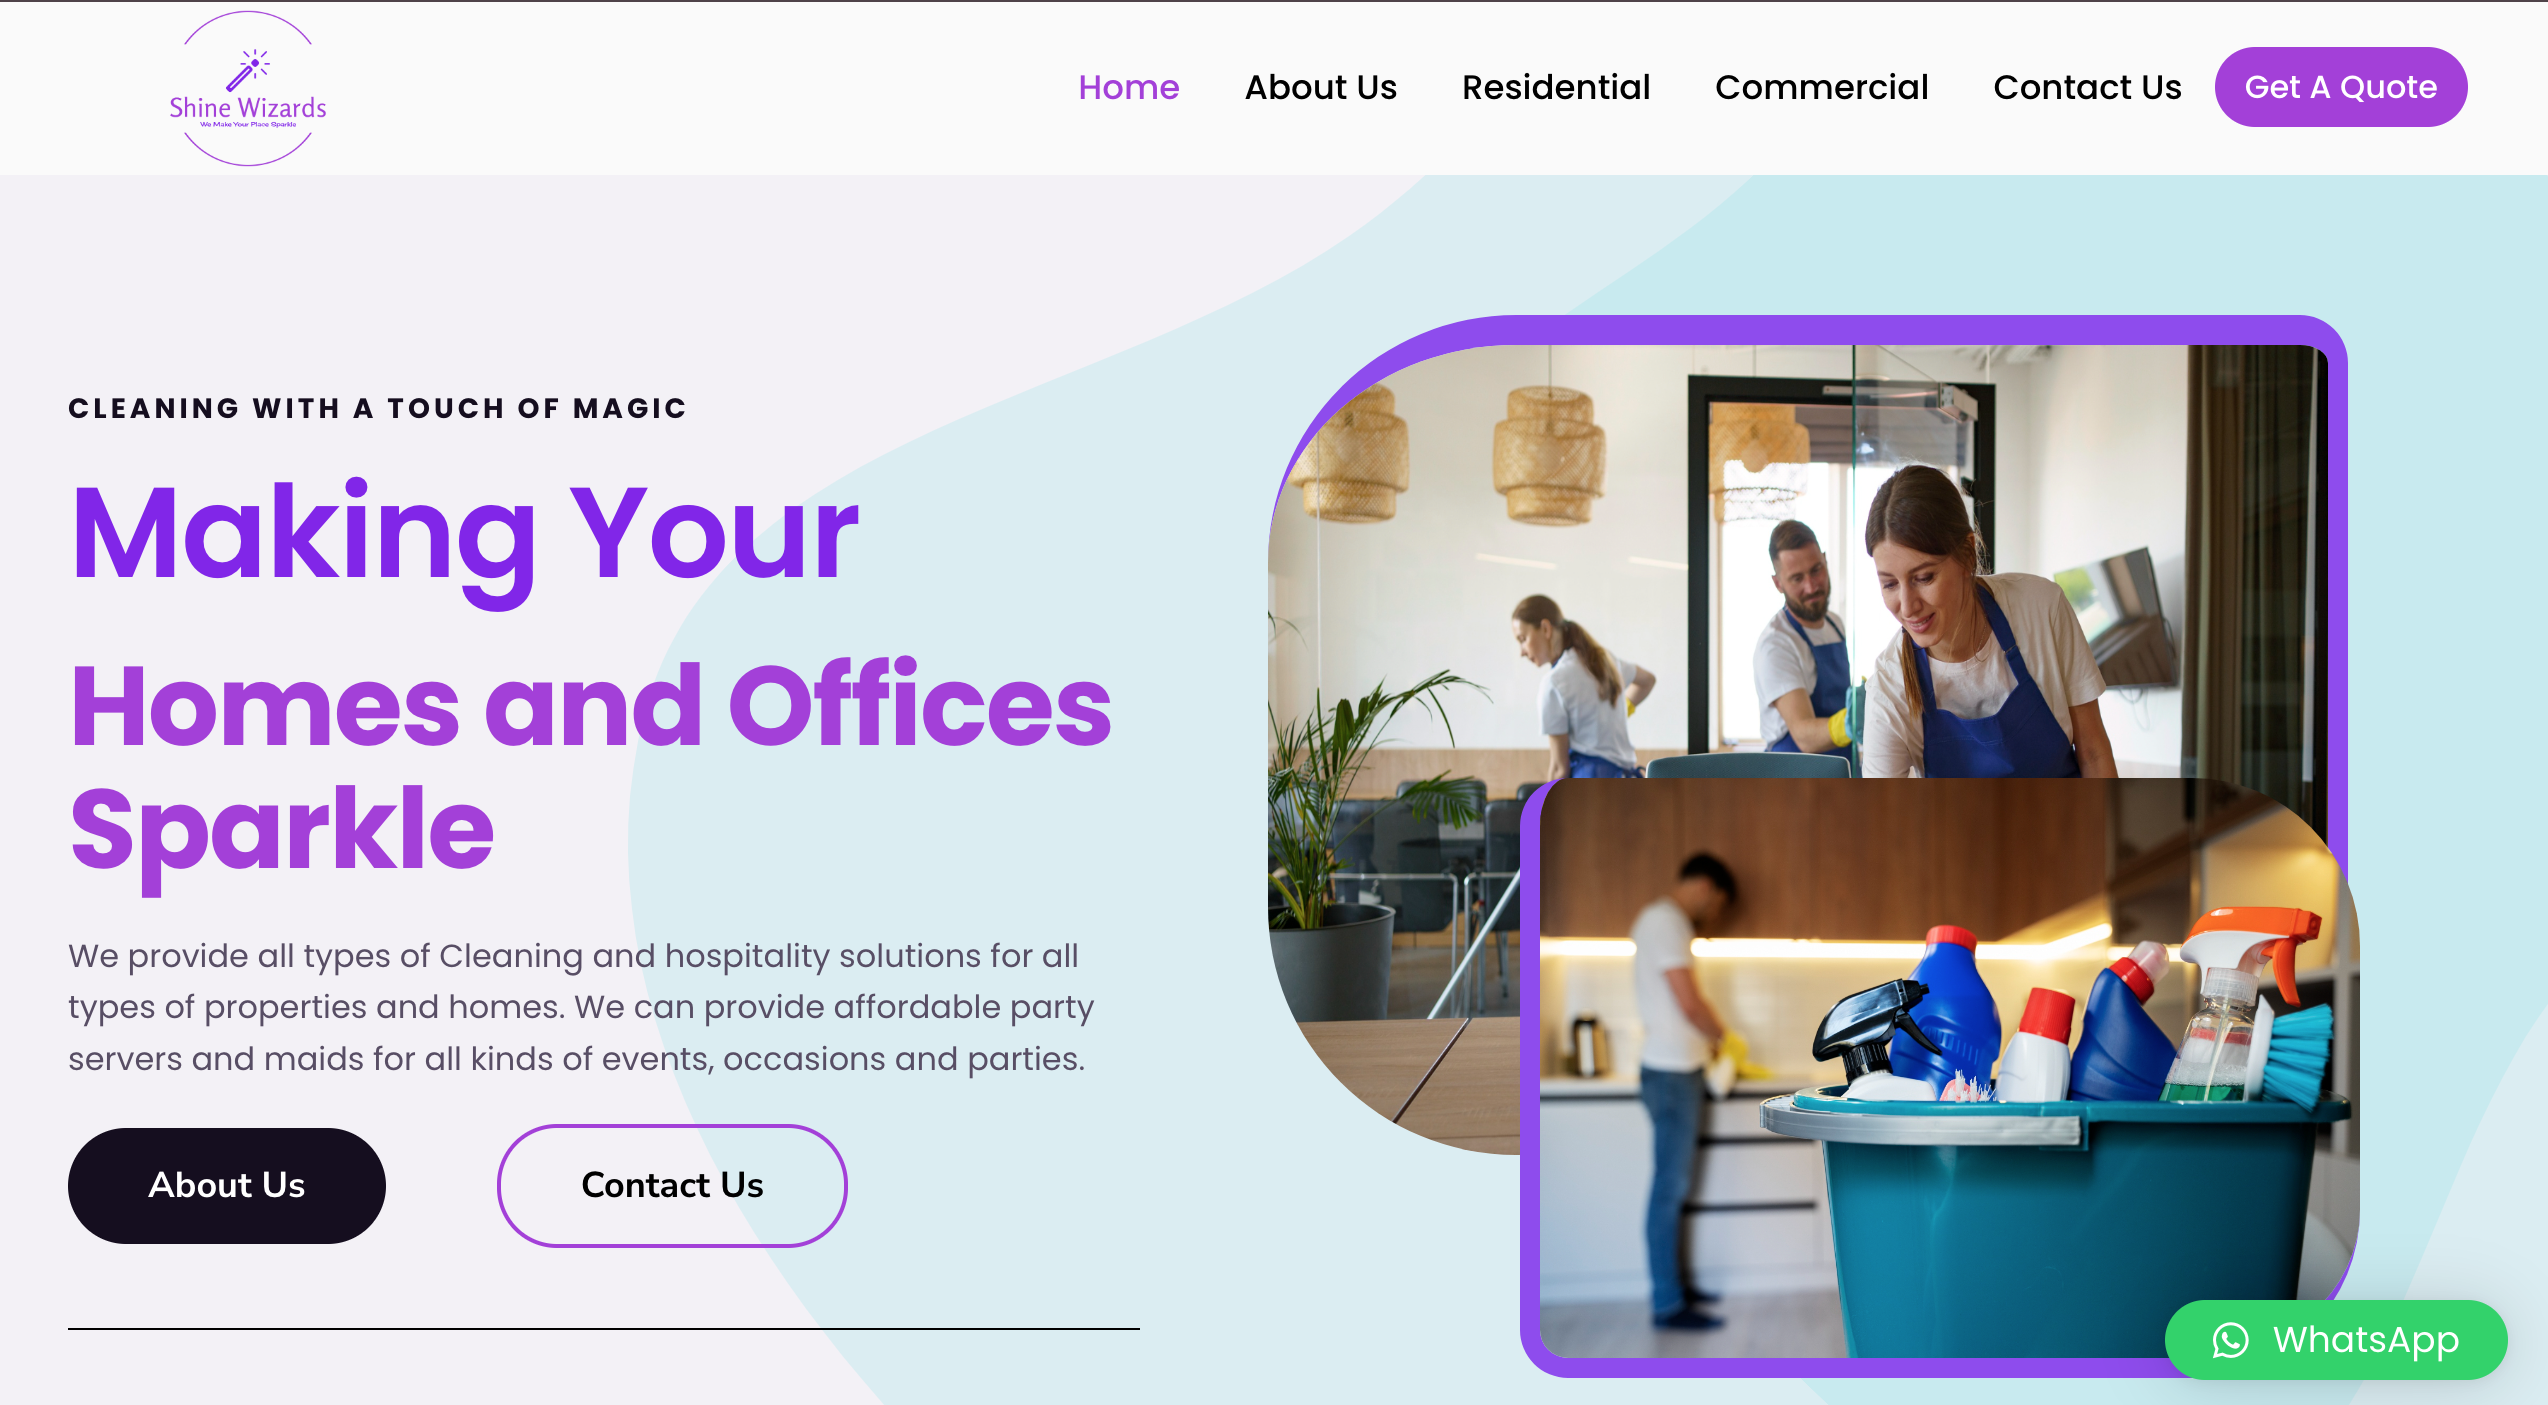 Shine Wizards
We Make Your Place Sparkle
Home About Us Residential Commercial Contact Us Get A Quote
CLEANING WITH A TOUCH OF MAGIC
Making Your
Homes and Offices
Sparkle
We provide all types of Cleaning and hospitality solutions for all
types of properties and homes. We can provide affordable party
servers and maids for all kinds of events, occasions and parties.
About Us Contact Us
WhatsApp